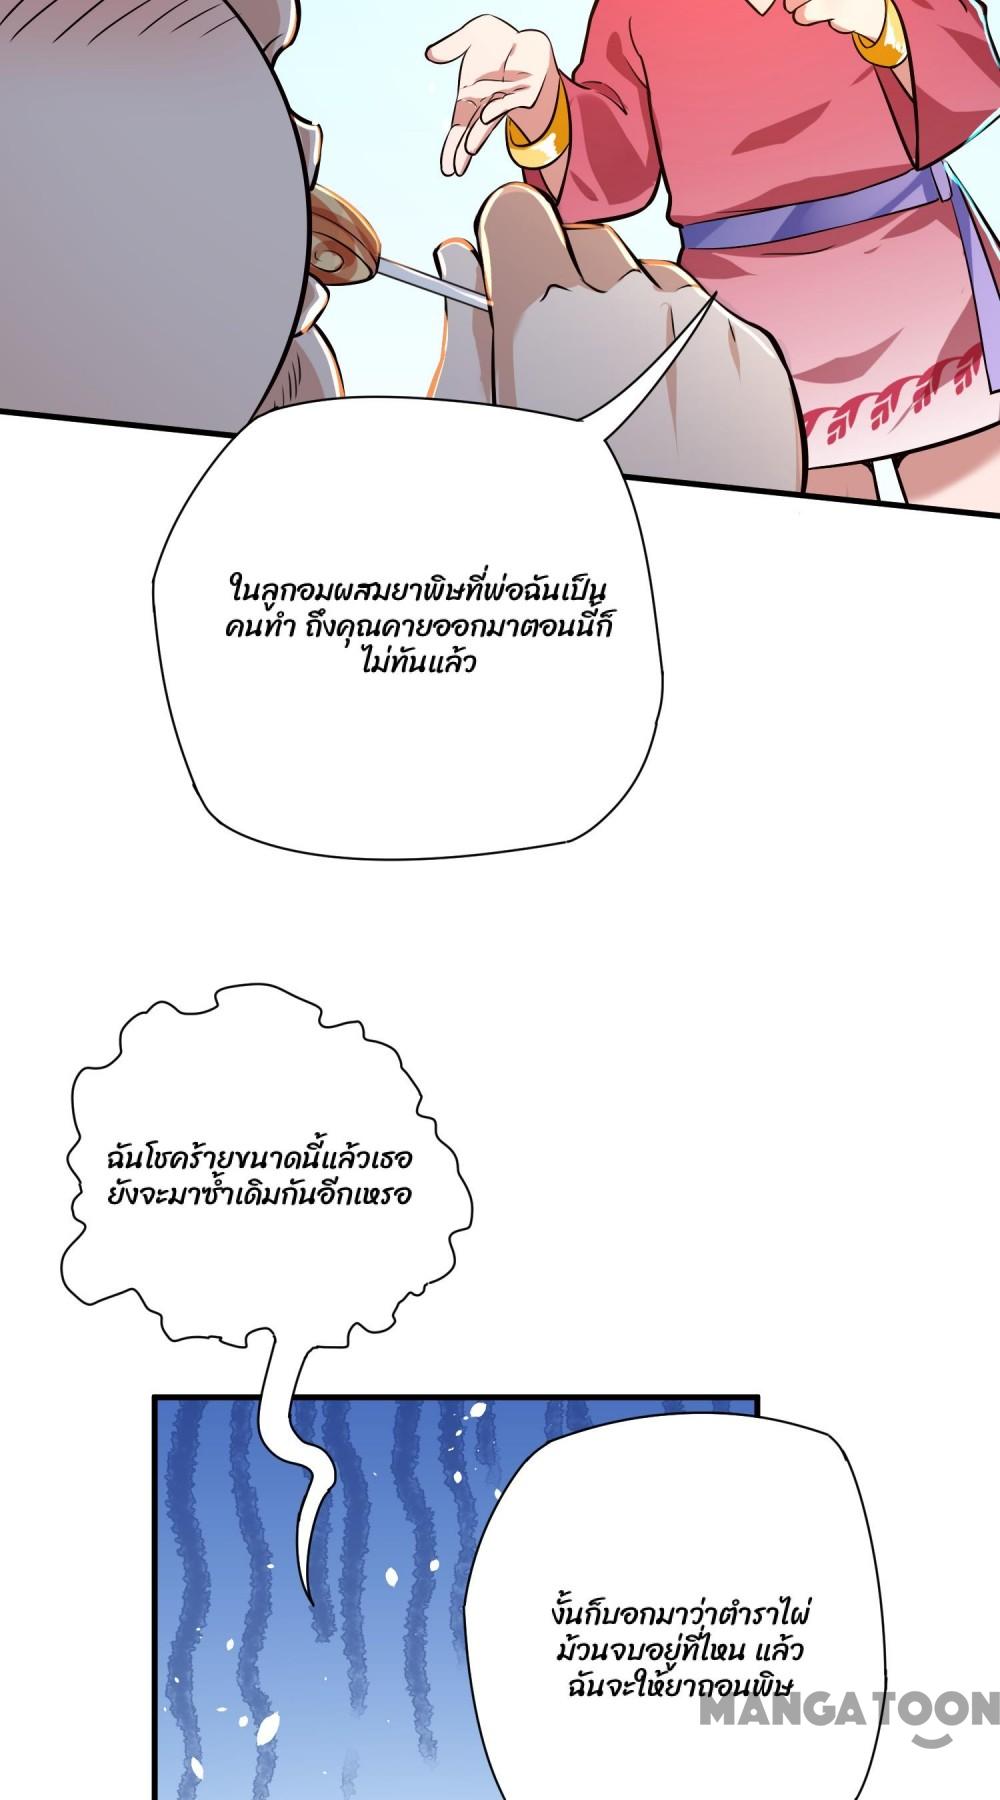 ในลูกอมผสมยาพิษที่พ่อฉันเป็น
คนทำ ถึงคุณคายออกมาตอนนี้ก็
ไม่ทันแล้ว
ฉันโชคร้ายขนาดนี้แล้วเธอ
ยังจะมาซ้ำเติมกันอีกเหรอ
งั้นก็บอกมาว่าตำราไผ่
ม้วนจบอยู่ที่ไหน แล้ว
ฉันจะให้ยาถอนพิษ
MANGATOON